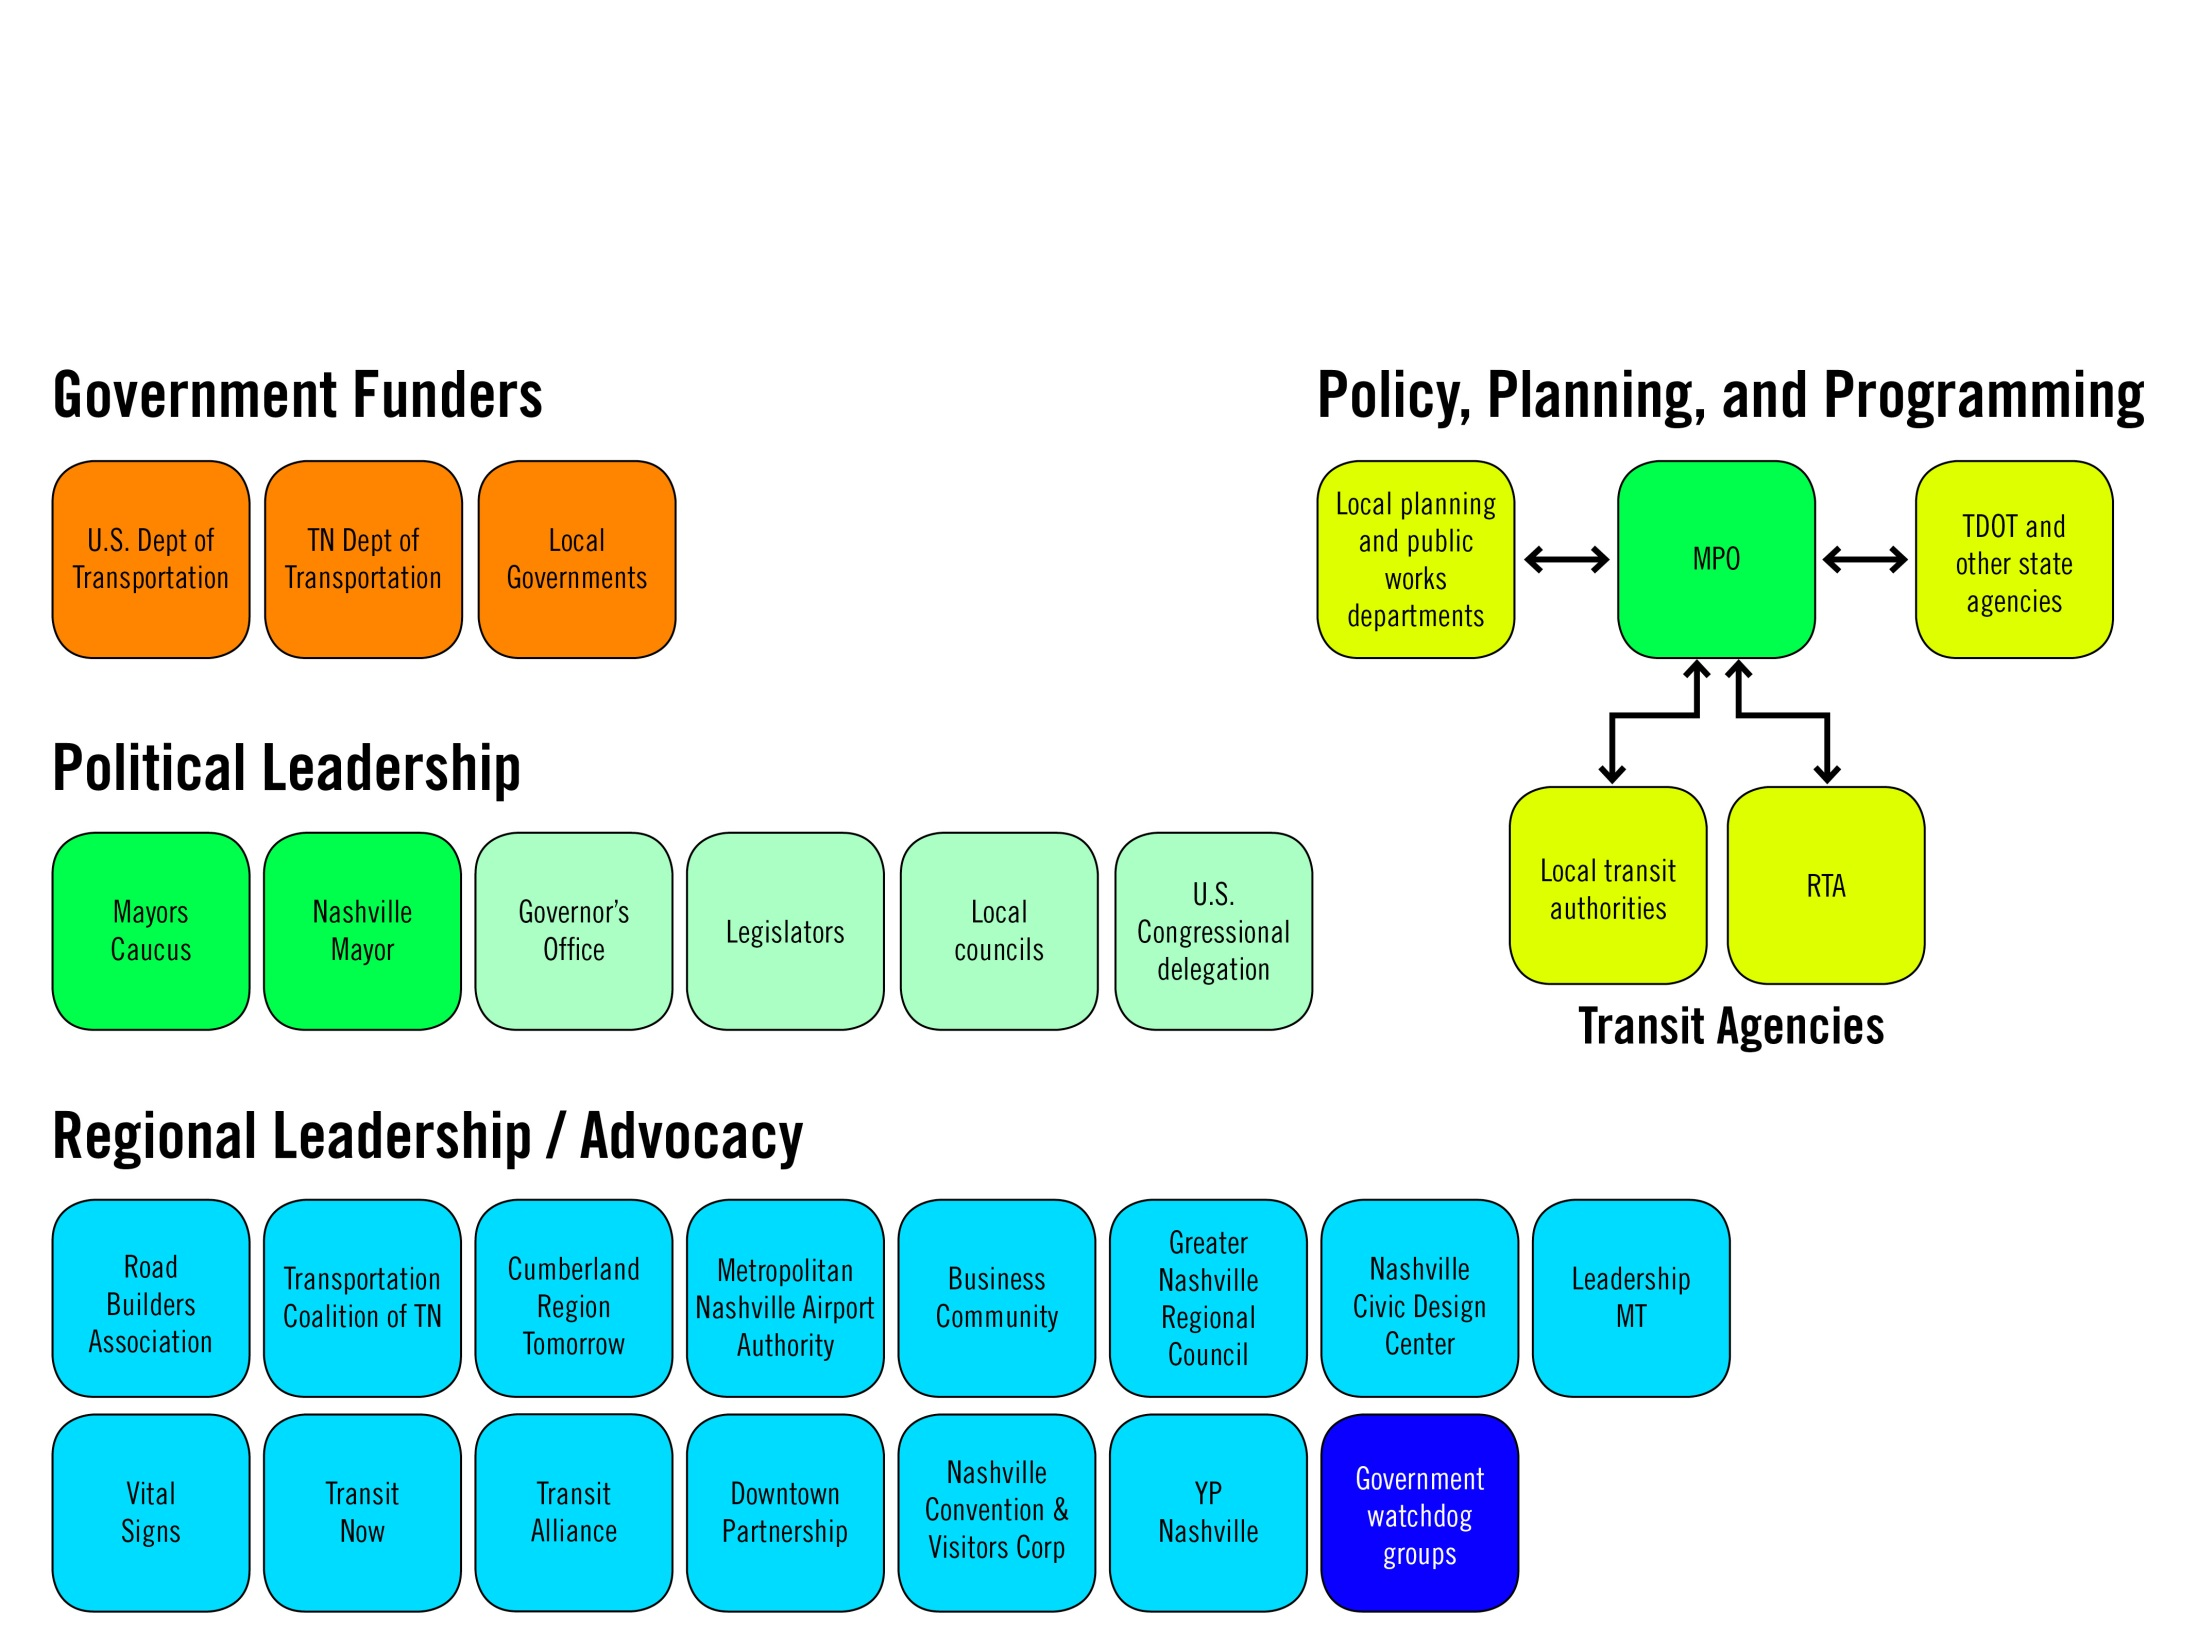 Government Funders
U.S. Dept of
Transportation
TN Dept of
Transportation
Local
Governments
Policy, Planning, and Programming
Local planning
and public
works
departments
MPO
TDOT and
other state
agencies
Local transit
authorities
RTA
Transit Agencies
Political Leadership
Mayors
Caucus
Nashville
Mayor
Governor’s
Office
Legislators
Local
councils
U.S.
Congressional
delegation
Regional Leadership / Advocacy
Road
Builders
Association
Transportation
Coalition of TN
Cumberland
Region
Tomorrow
Metropolitan
Nashville Airport
Authority
Business
Community
Greater
Nashville
Regional
Council
Nashville
Civic Design
Center
Leadership
MT
Vital
Signs
Transit
Now
Transit
Alliance
Downtown
Partnership
Nashville
Convention &
Visitors Corp
YP
Nashville
Government
watchdog
groups